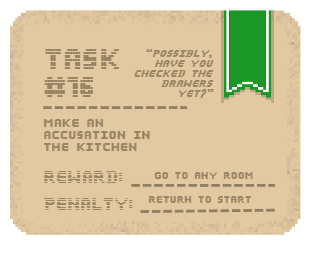 TASK
#16
"POSSIBLY,
HAVE YOU
CHECKED THE
DRAWERS
YET?"
MAKE AN
ACCUSATION IN
THE KITCHEN
REWARD: GO TO ANY ROOM
PENALTY: RETURN TO START